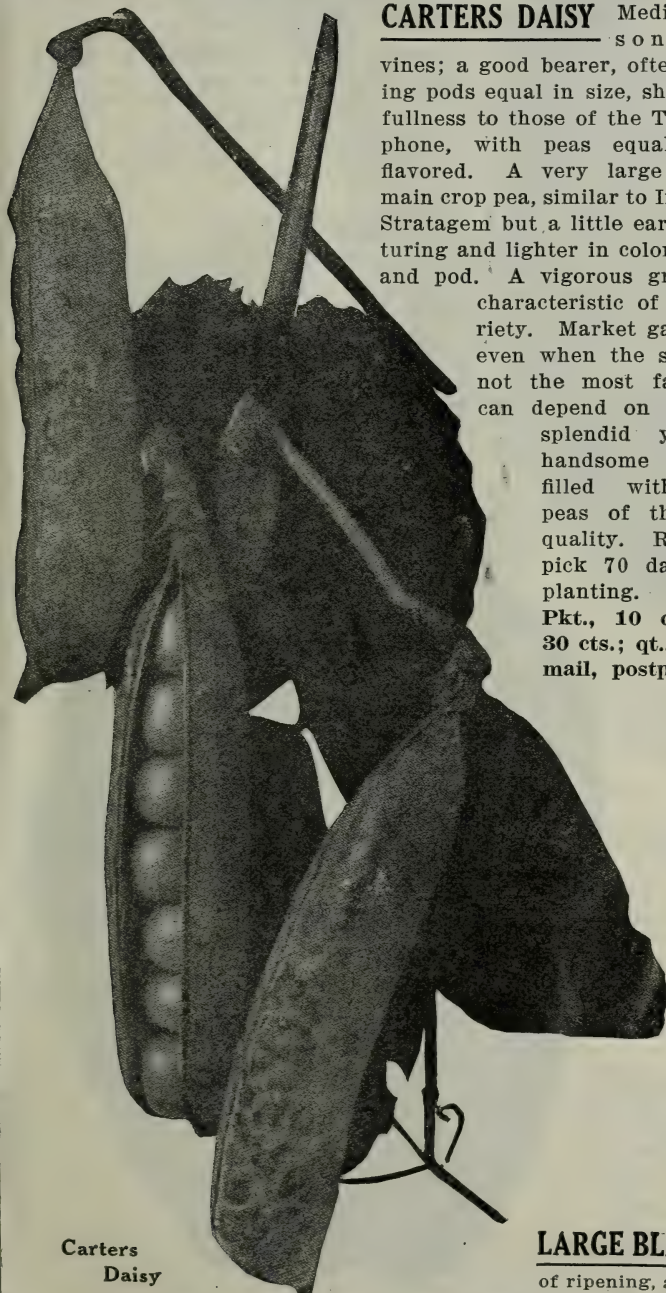 CARTERS DAISY Medi
son
vines; a good bearer, ofte
ing pods equal in size, sh
fullness to those of the T
phone, with peas equal
flavored. A very large
main crop pea, similar to I
Stratagem but a little ear
turing and lighter in color
and pod. A vigorous gr
characteristic of
riety. Market ga
even when the s
not the most fa
can depend on
splendid y
handsome
filled with
peas of th
quality. R
pick 70 da
planting.
Pkt., 10 c
30 cts.; qt.
mail, postp
Carters
Daisy
LARGE BL
of ripening, a